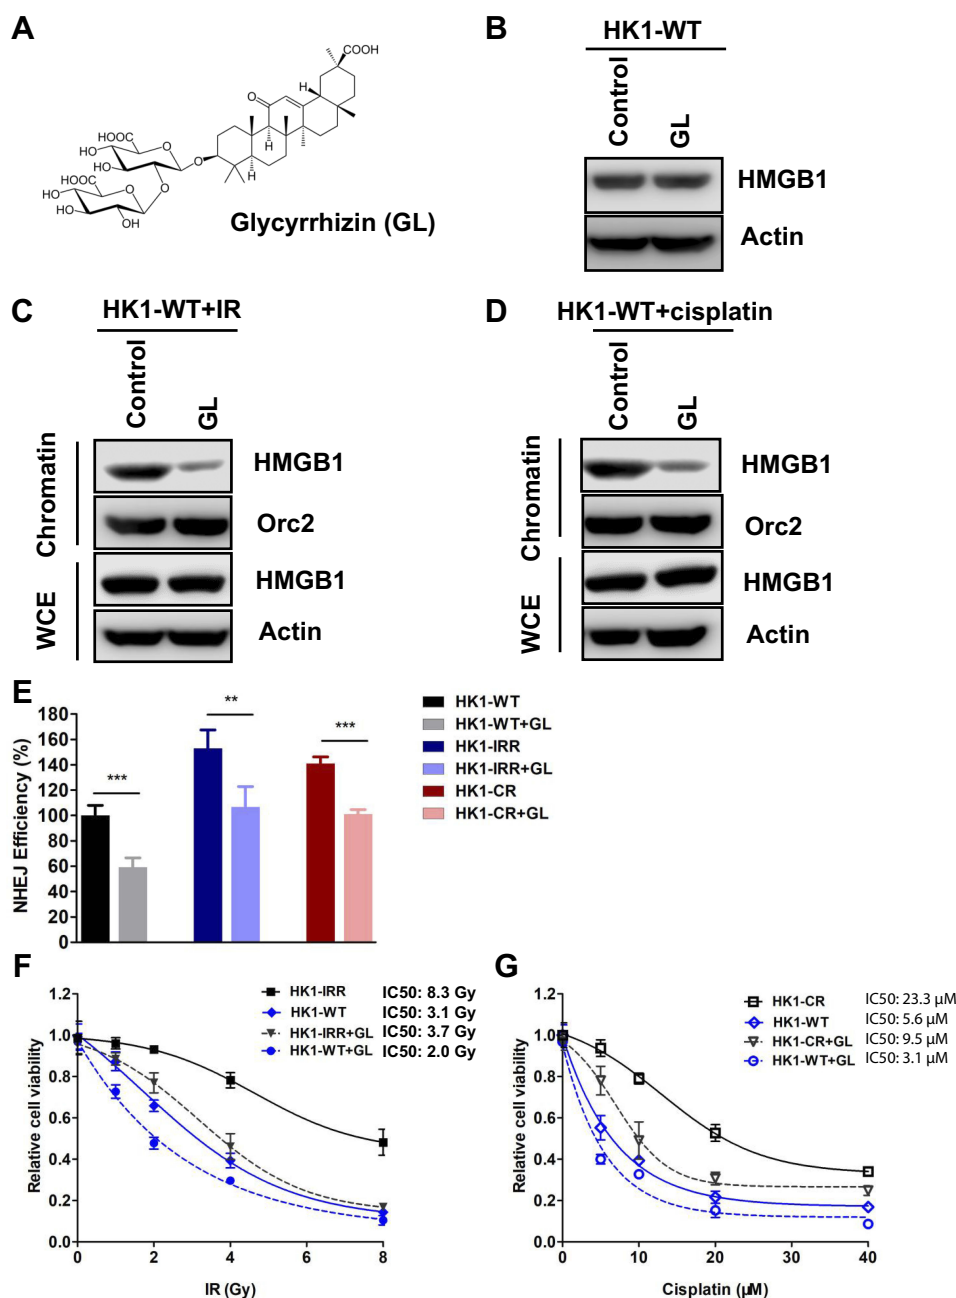 A
COOH
H
O
H
H
HOOC
HO
HO
O
O
O
HOOC
HO
HO
O
O
OH
Glycyrrhizin (GL)
B
HK1-WT
Control
GL
HMGB1
Actin
C
HK1-WT+IR
Control
GL
Chromatin
HMGB1
Orc2
WCE
HMGB1
Actin
D
HK1-WT+cisplatin
Control
GL
Chromatin
HMGB1
Orc2
WCE
HMGB1
Actin
E
NHEJ Efficiency (%)
180
160
140
120
100
80
60
40
20
0
***
**
***
HK1-WT
HK1-WT+GL
HK1-IRR
HK1-IRR+GL
HK1-CR
HK1-CR+GL
F
Relative cell viability
1.2
1.0
0.8
0.6
0.4
0.2
0.0
0 2 4 6 8
IR (Gy)
HK1-IRR IC50: 8.3 Gy
HK1-WT IC50: 3.1 Gy
HK1-IRR+GL IC50: 3.7 Gy
HK1-WT+GL IC50: 2.0 Gy
G
Relative cell viability
1.2
1.0
0.8
0.6
0.4
0.2
0.0
0 10 20 30 40
Cisplatin (µM)
HK1-CR IC50: 23.3 µM
HK1-WT IC50: 5.6 µM
HK1-CR+GL IC50: 9.5 µM
HK1-WT+GL IC50: 3.1 µM